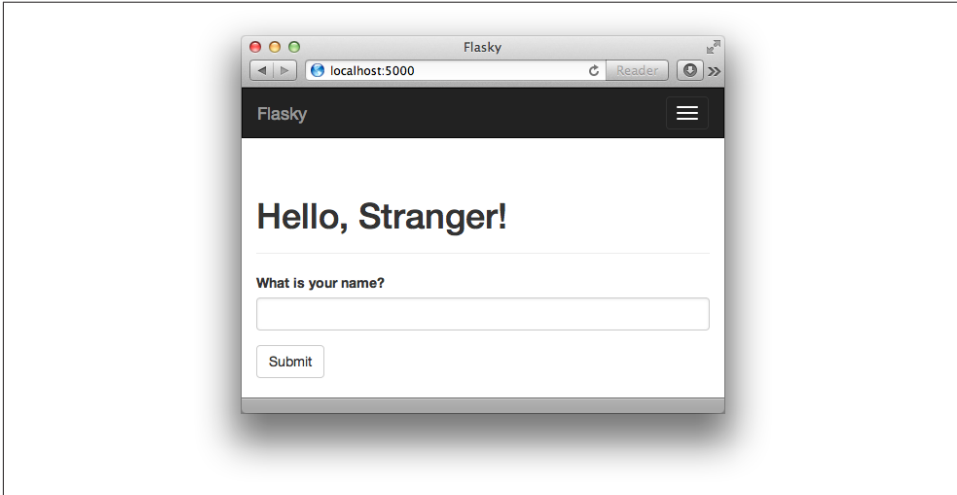 Flasky
localhost:5000
Reader
Flasky
Hello, Stranger!
What is your name?
Submit